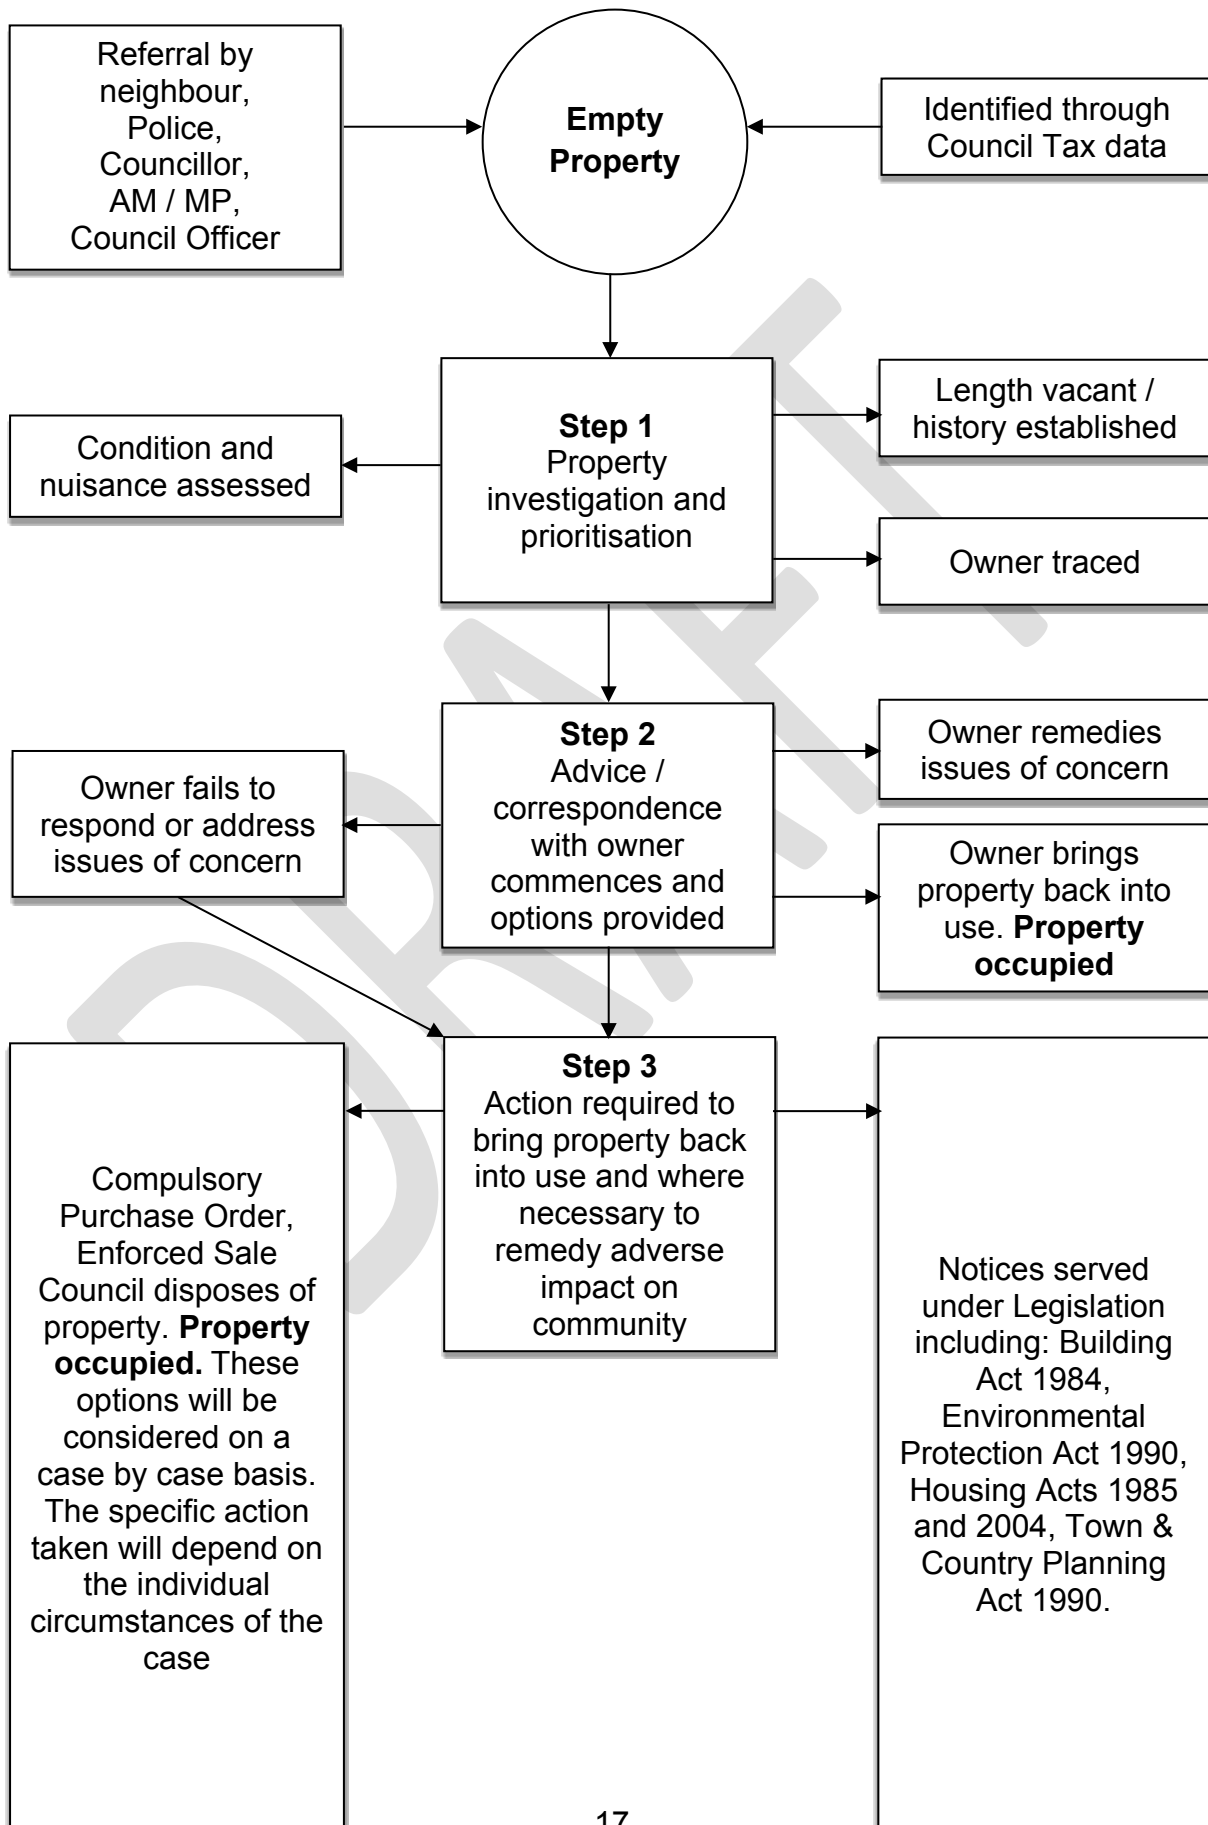 Referral by
neighbour,
Police,
Councillor,
AM / MP,
Council Officer
Empty
Property
Identified through
Council Tax data
Condition and
nuisance assessed
Step 1
Property
investigation and
prioritisation
Length vacant /
history established
Owner traced
Owner fails to
respond or address
issues of concern
Step 2
Advice /
correspondence
with owner
commences and
options provided
Owner remedies
issues of concern
Owner brings
property back into
use. Property
occupied
Compulsory
Purchase Order,
Enforced Sale
Council disposes of
property. Property
occupied. These
options will be
considered on a
case by case basis.
The specific action
taken will depend on
the individual
circumstances of the
case
Step 3
Action required to
bring property back
into use and where
necessary to
remedy adverse
impact on
community
Notices served
under Legislation
including: Building
Act 1984,
Environmental
Protection Act 1990,
Housing Acts 1985
and 2004, Town &
Country Planning
Act 1990.
DRAFT
17